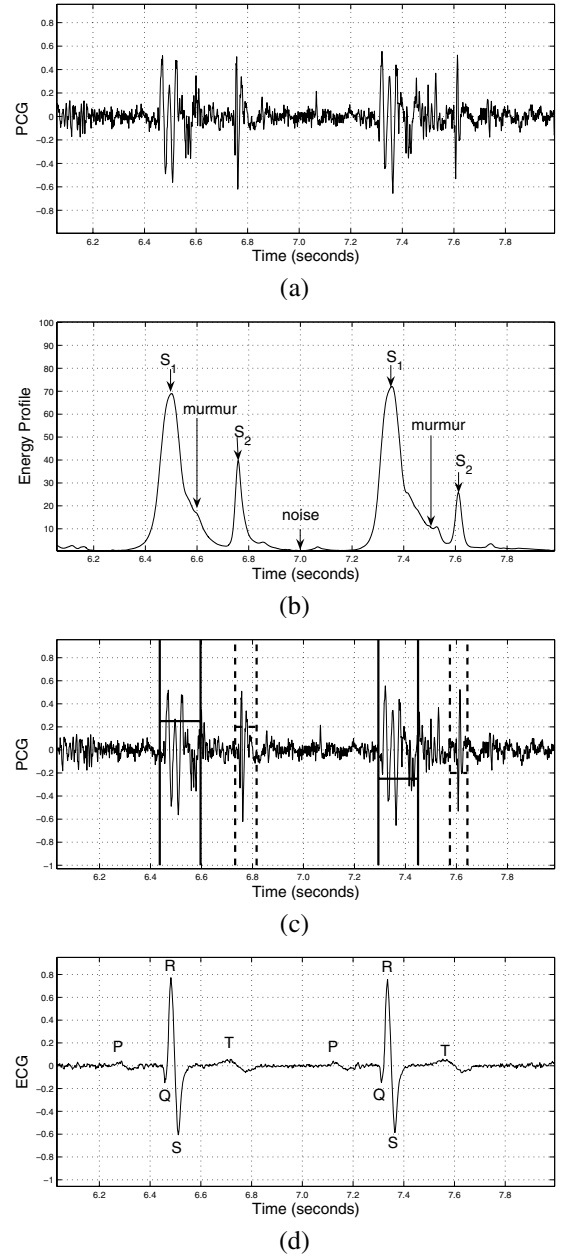 0.8
0.6
0.4
0.2
0
−0.2
−0.4
−0.6
−0.8
PCG
6.2 6.4 6.6 6.8 7.0 7.2 7.4 7.6 7.8
Time (seconds)
(a)
100
90
80
70
60
50
40
30
20
10
Energy Profile
S1 murmur S2 noise S1 murmur S2
6.2 6.4 6.6 6.8 7.0 7.2 7.4 7.6 7.8
Time (seconds)
(b)
0.8
0.6
0.4
0.2
0
−0.2
−0.4
−0.6
−0.8
−1
PCG
6.2 6.4 6.6 6.8 7.0 7.2 7.4 7.6 7.8
Time (seconds)
(c)
0.8
0.6
0.4
0.2
0
−0.2
−0.4
−0.6
−0.8
−1
ECG
P Q R S T P Q R S T
6.2 6.4 6.6 6.8 7.0 7.2 7.4 7.6 7.8
Time (seconds)
(d)